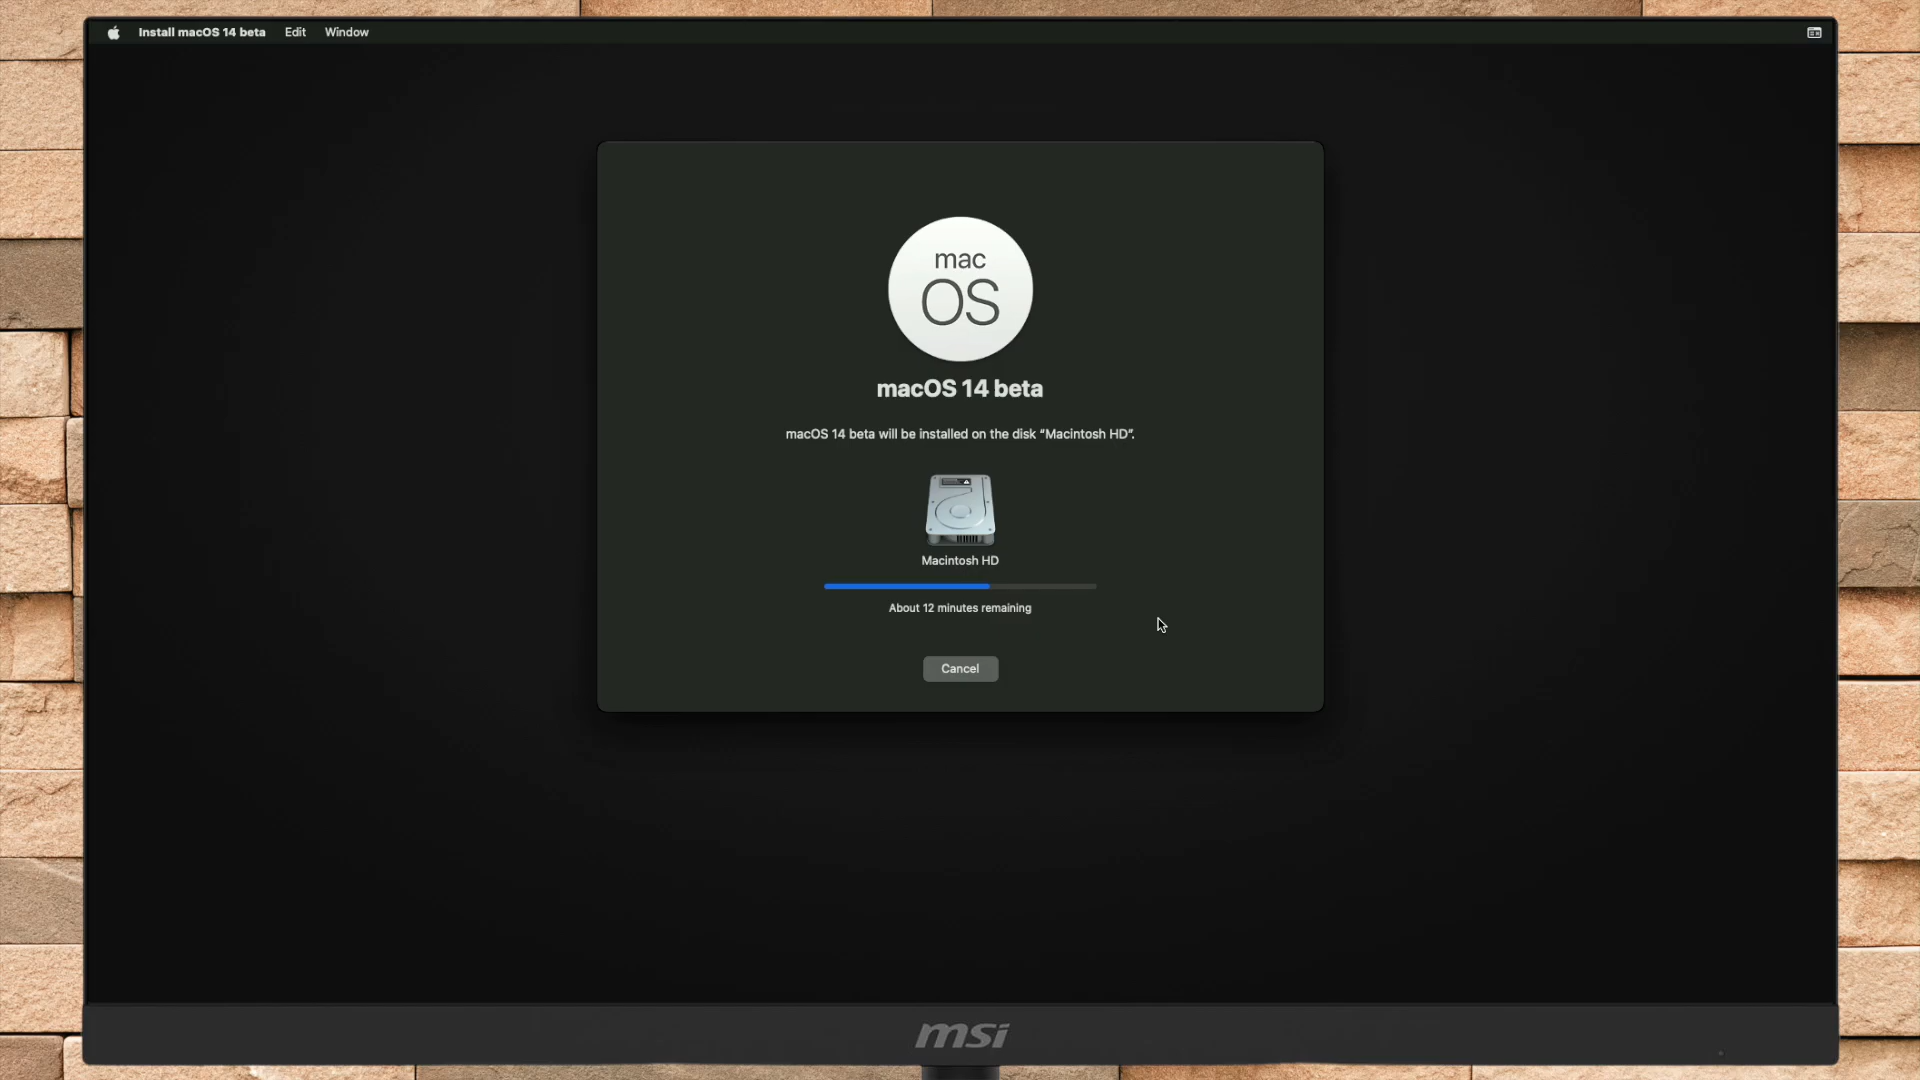 Install macOS 14 beta Edit Window
mac
OS
macOS 14 beta
macOS 14 beta will be installed on the disk “Macintosh HD”.
Macintosh HD
About 12 minutes remaining
Cancel
msi